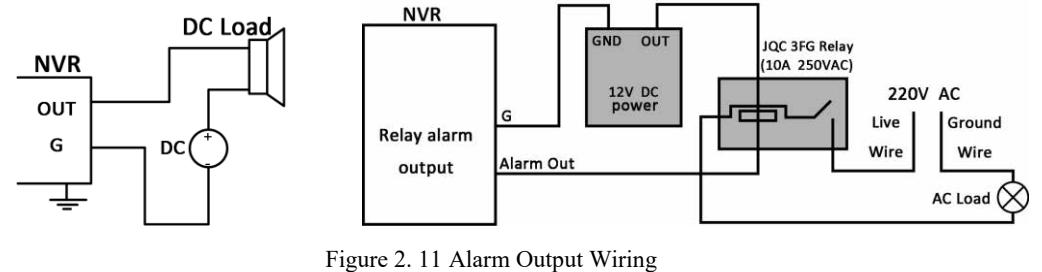 DC Load
NVR
OUT
G
DC
+
-
NVR
Relay alarm
output
G
Alarm Out
GND OUT
12V DC
power
JQC 3FG Relay
(10A 250VAC)
220V AC
Live
Wire
Ground
Wire
AC Load
Figure 2. 11 Alarm Output Wiring